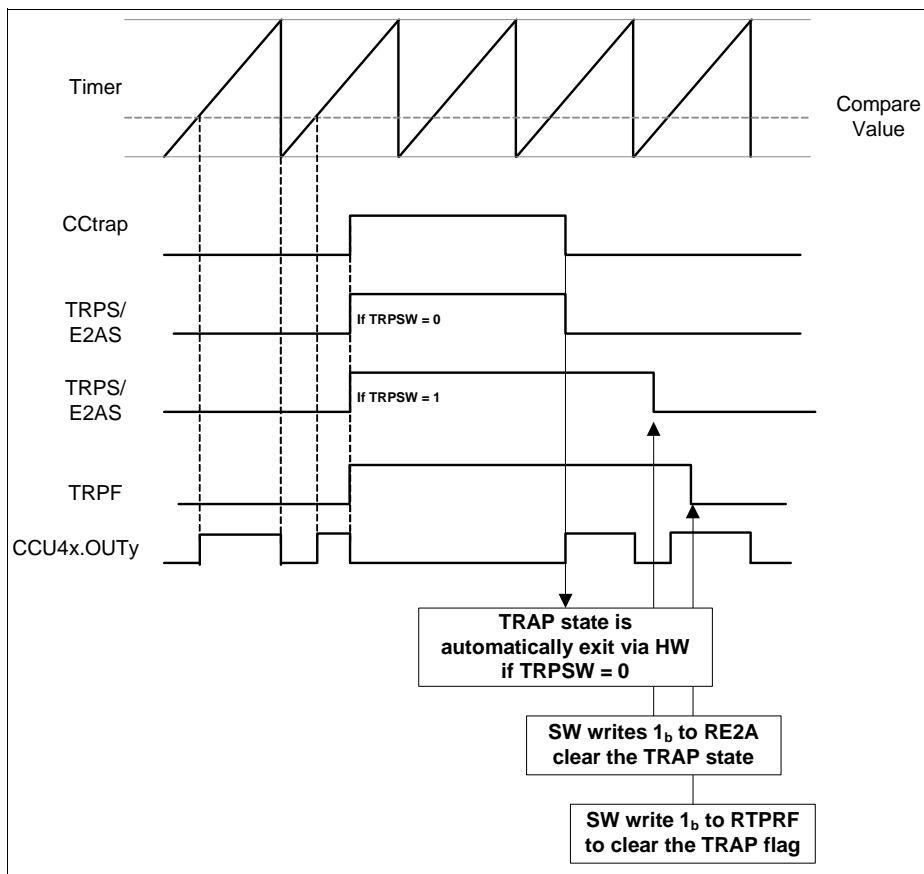 Timer
Compare
Value
CCtrap
TRPS/
E2AS
If TRPSW = 0
TRPS/
E2AS
If TRPSW = 1
TRPF
CCU4x.OUTy
TRAP state is
automatically exit via HW
if TRPSW = 0
SW writes 1b to RE2A
clear the TRAP state
SW write 1b to RTPRF
to clear the TRAP flag